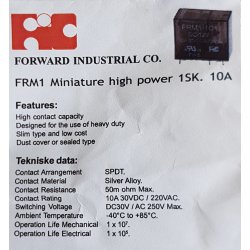 FORWARD INDUSTRIAL CO.
FRM1 Miniature high power 1SK. 10A
Features:
High contact capacity
Designed for the use of heavy duty
Slim type and low cost
Dust cover or sealed type
Tekniske data:
Contact Arrangement SPDT.
Contact Material Silver Alloy.
Contact Resistance 50m ohm Max.
Contact Rating 10A 30VDC / 220VAC.
Switching Voltage DC30V / AC 250V Max.
Ambient Temperature -40°C to +85°C.
Operation Life Mechanical 1 x 10⁷.
Operation Life Electrical 1 x 10⁵.